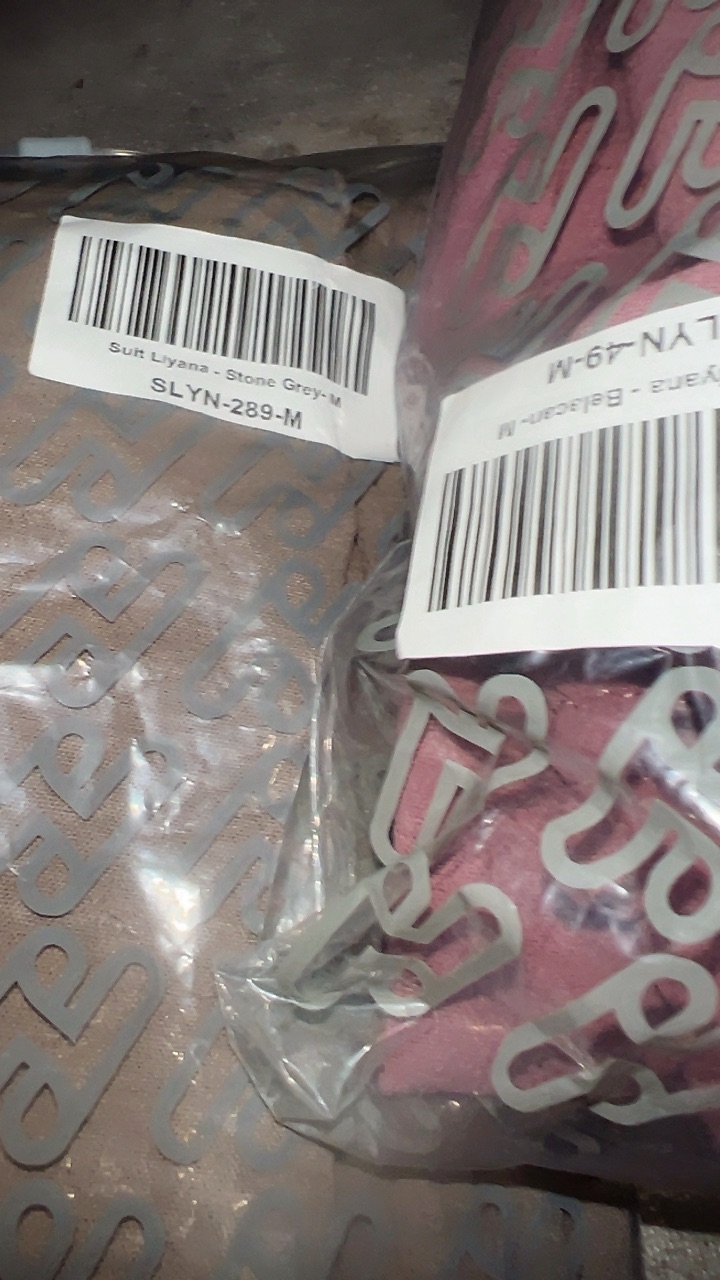 Suit Liyana - Stone Grey- M
SLYN-289-M
LYN-49-M
yana - Belacan- M